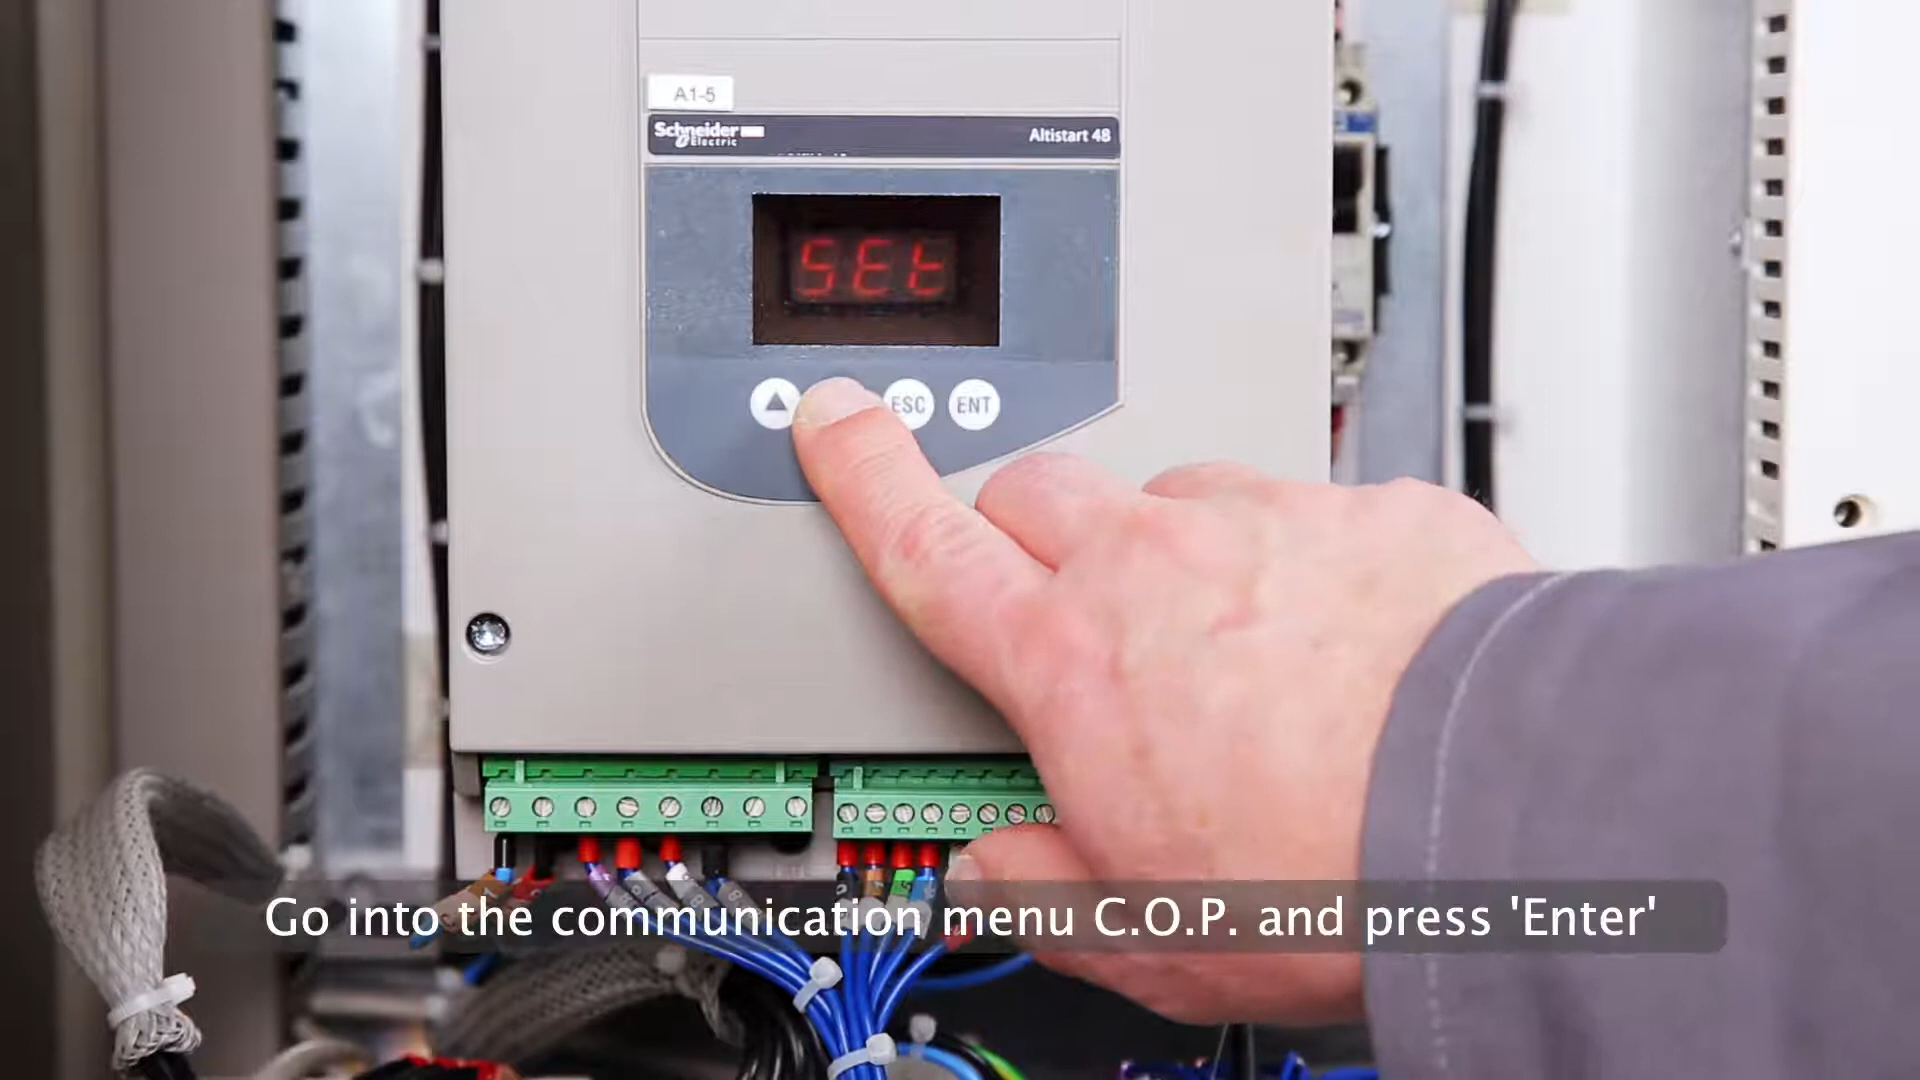 A1-5
Schneider Electric
Altistart 48
SEt
ESC ENT
Go into the communication menu C.O.P. and press 'Enter'